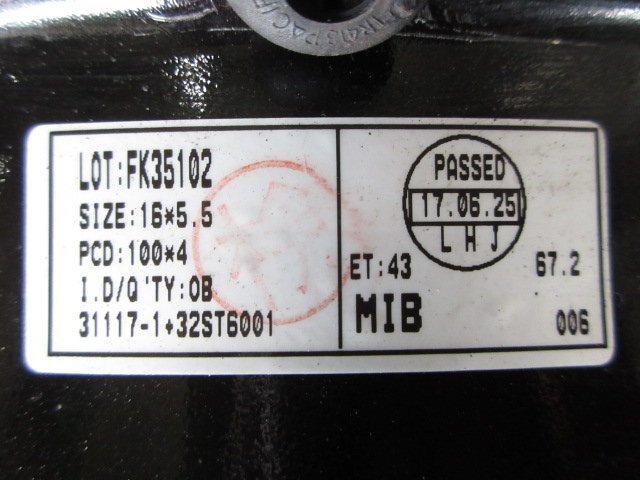 LOT:FK35102
SIZE:16*5.5
PCD:100*4
I.D/Q'TY:OB
31117-1+32ST6001
PASSED
17.06.25
L H J
ET:43 67.2
MIB 006